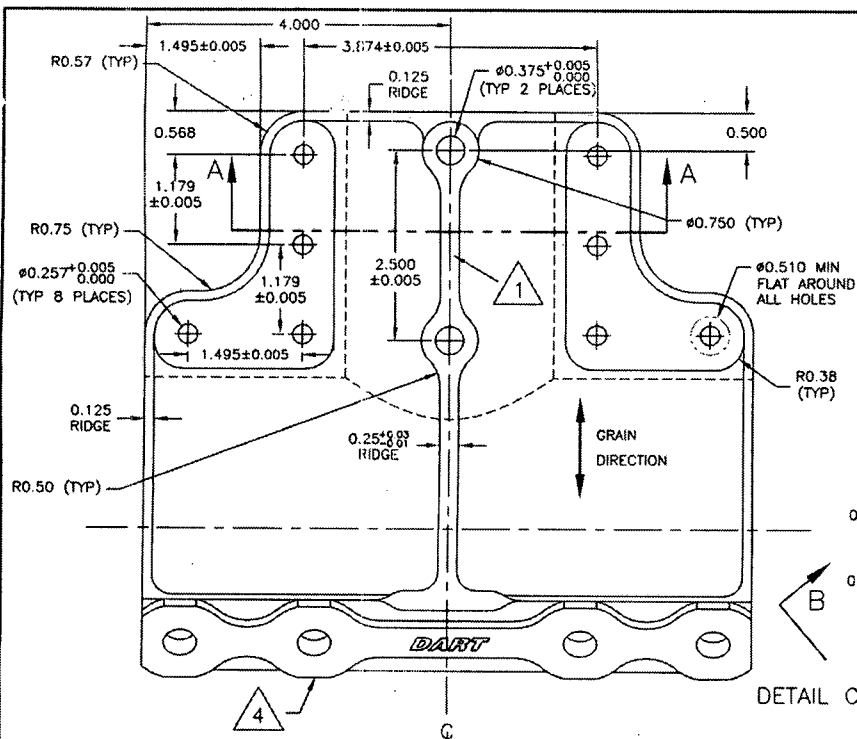 4.000
1.495±0.005
3.874±0.005
R0.57 (TYP)
0.125
RIDGE
ø0.375+0.005
0.000
(TYP 2 PLACES)
0.568
0.500
A
A
1.179
±0.005
ø0.750 (TYP)
R0.75 (TYP)
2.500
±0.005
1
ø0.257+0.005
0.000
(TYP 8 PLACES)
1.179
±0.005
ø0.510 MIN
FLAT AROUND
ALL HOLES
1.495±0.005
R0.38
(TYP)
0.125
RIDGE
0.25+0.03
-0.01
RIDGE
GRAIN
DIRECTION
R0.50 (TYP)
0
0
B
DART
4
DETAIL C
C
L